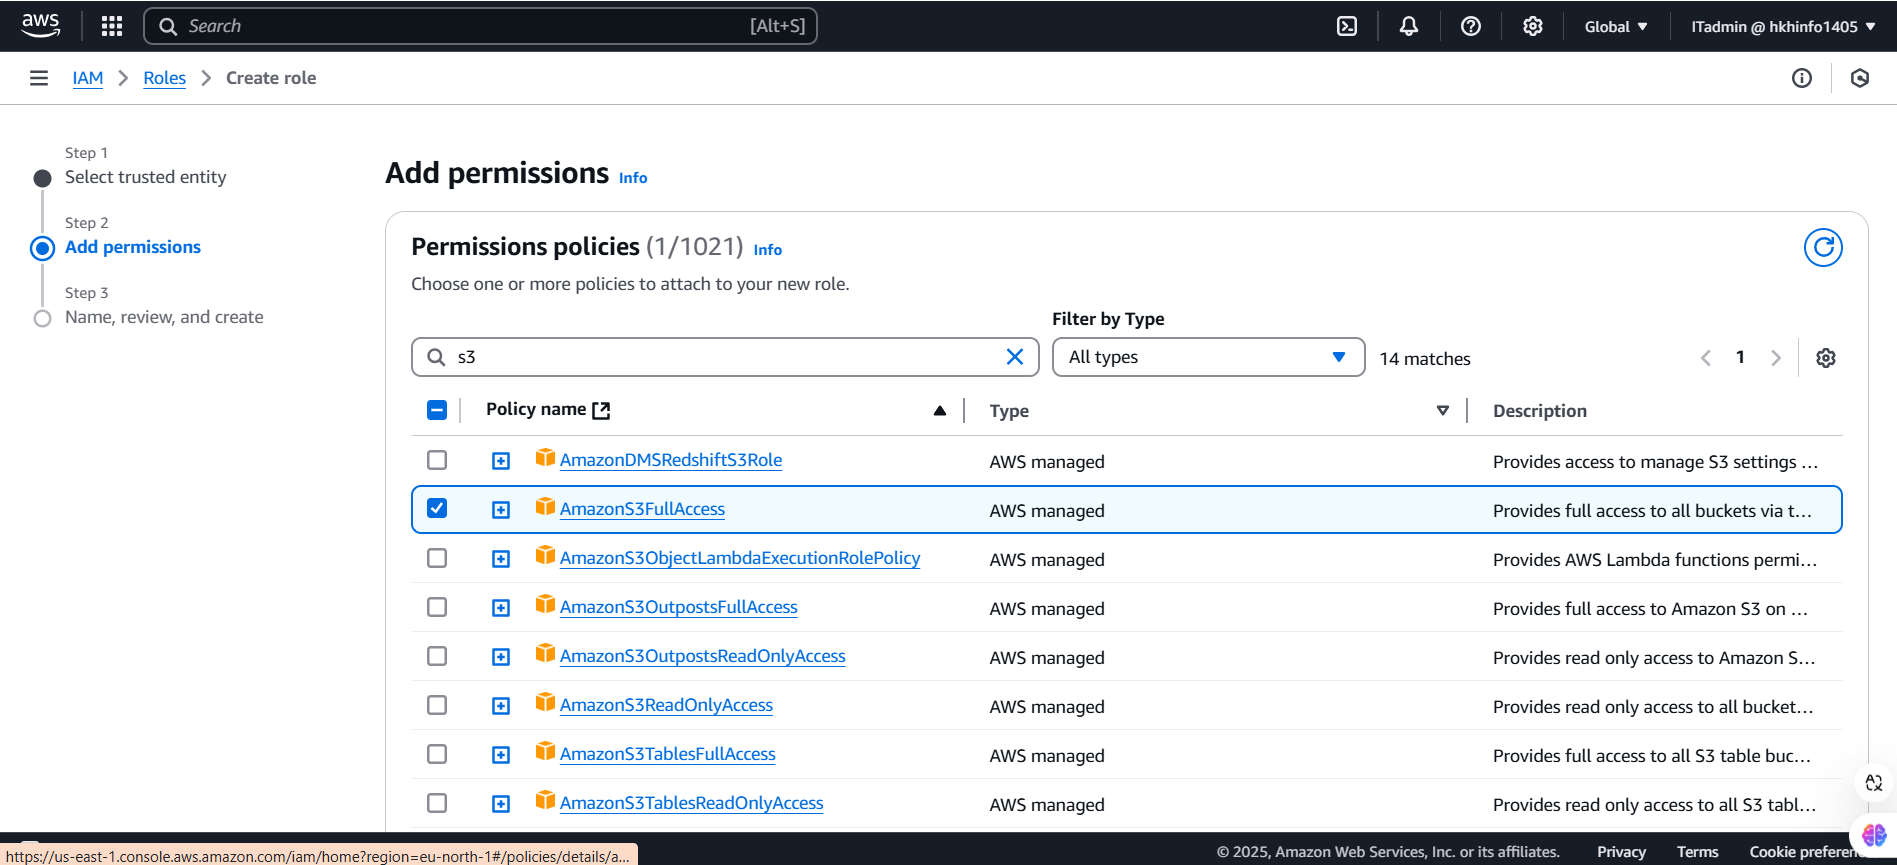 aws
Search [Alt+S]
Global ITadmin @ hkhinfo1405
IAM Roles Create role
Step 1
Select trusted entity
Step 2
Add permissions
Step 3
Name, review, and create
Add permissions Info
Permissions policies (1/1021) Info
Choose one or more policies to attach to your new role.
Filter by Type
s3 All types 14 matches 1
Policy name Type Description
AmazonDMSRedshiftS3Role AWS managed Provides access to manage S3 settings ...
AmazonS3FullAccess AWS managed Provides full access to all buckets via t...
AmazonS3ObjectLambdaExecutionRolePolicy AWS managed Provides AWS Lambda functions permi...
AmazonS3OutpostsFullAccess AWS managed Provides full access to Amazon S3 on ...
AmazonS3OutpostsReadOnlyAccess AWS managed Provides read only access to Amazon S...
AmazonS3ReadOnlyAccess AWS managed Provides read only access to all bucket...
AmazonS3TablesFullAccess AWS managed Provides full access to all S3 table buc...
AmazonS3TablesReadOnlyAccess AWS managed Provides read only access to all S3 tabl...
https://us-east-1.console.aws.amazon.com/iam/home?region=eu-north-1#/policies/details/a...
© 2025, Amazon Web Services, Inc. or its affiliates. Privacy Terms Cookie preferen